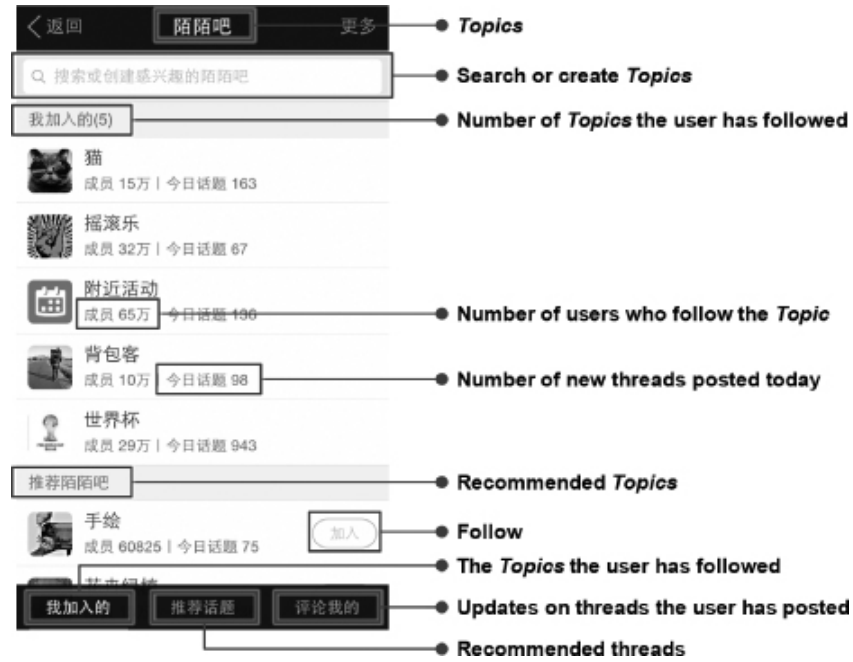 返回 陌陌吧 更多 Topics
搜索或创建感兴趣的陌陌吧 Search or create Topics
我加入的(5) Number of Topics the user has followed
猫
成员 15万 | 今日话题 163
摇滚乐
成员 32万 | 今日话题 67
附近活动
成员 65万 | 今日话题 136 Number of users who follow the Topic
背包客
成员 10万 | 今日话题 98 Number of new threads posted today
世界杯
成员 29万 | 今日话题 943
推荐陌陌吧 Recommended Topics
手绘
成员 60825 | 今日话题 75
加入 Follow
The Topics the user has followed
我加入的 推荐话题 评论我的 Updates on threads the user has posted
Recommended threads